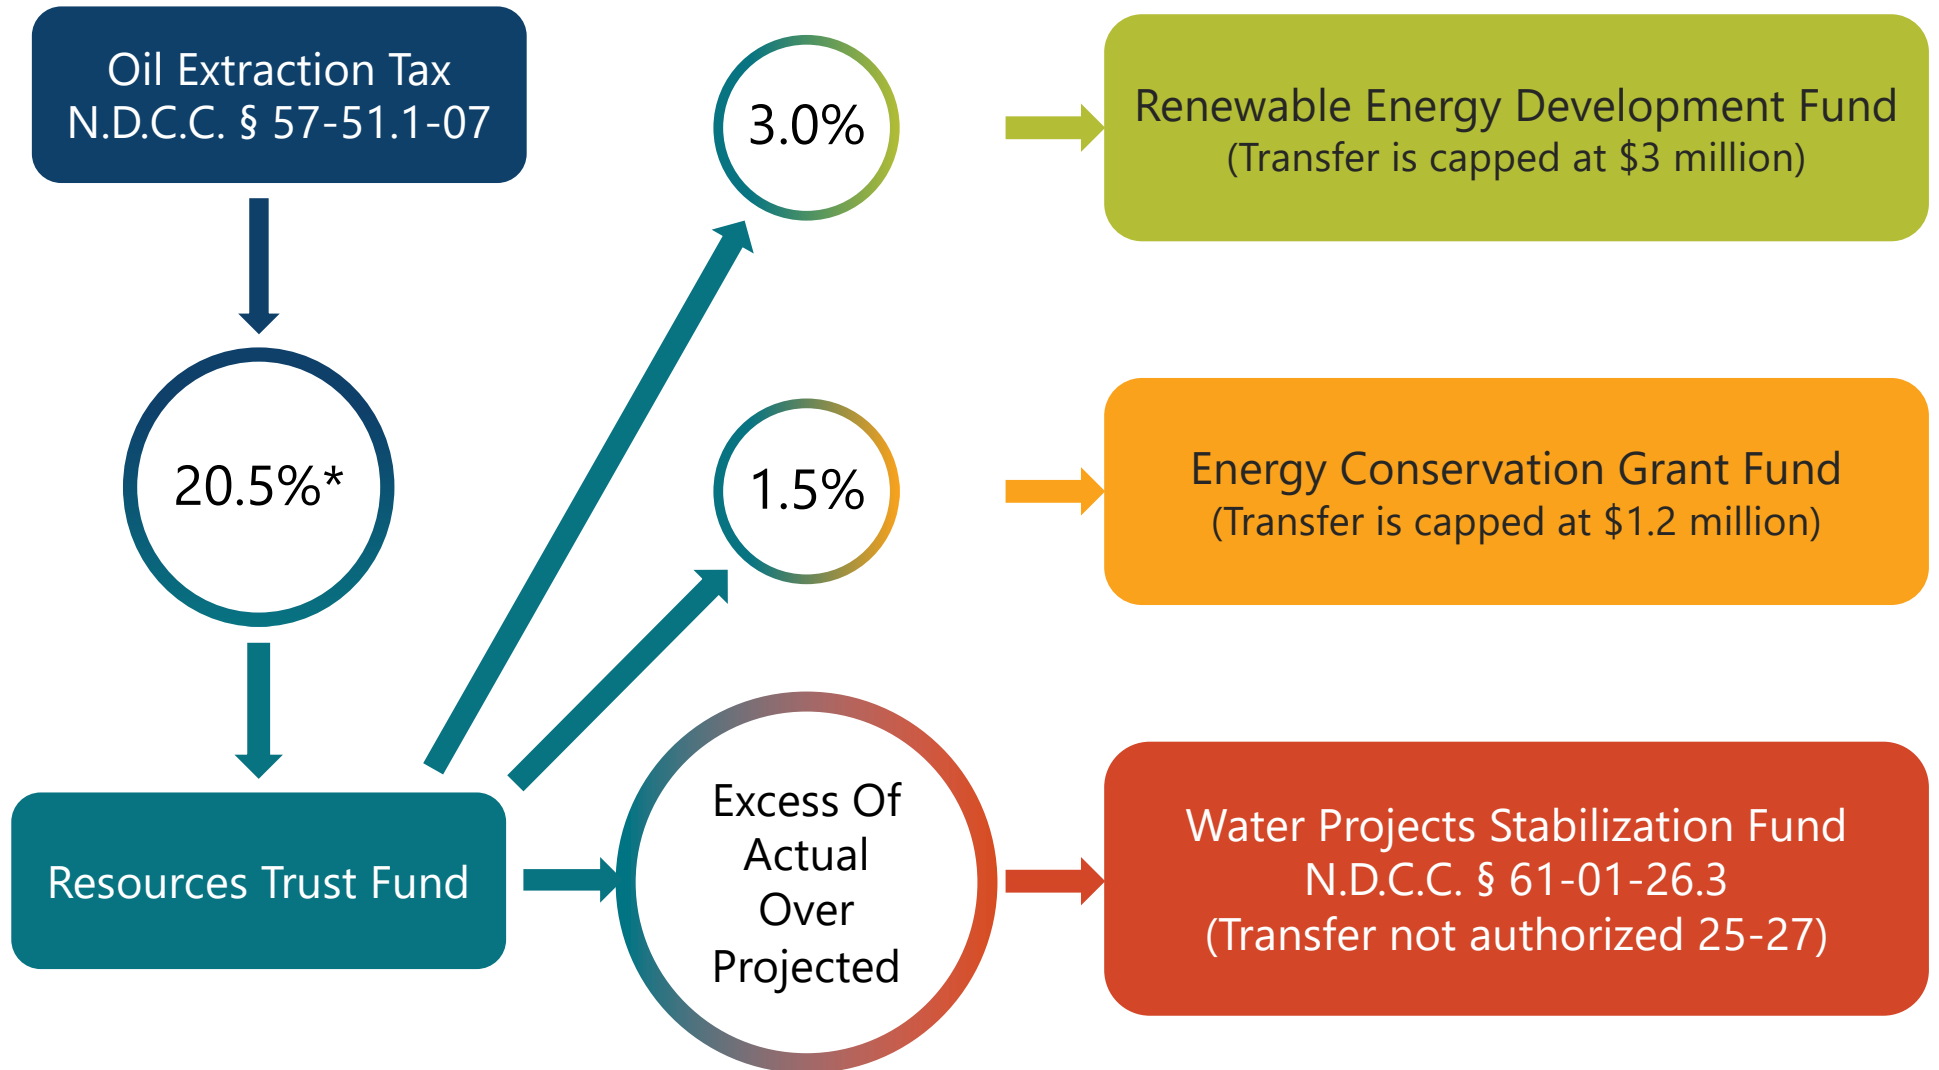 Oil Extraction Tax
N.D.C.C. § 57-51.1-07
20.5%*
Resources Trust Fund
3.0%
Renewable Energy Development Fund
(Transfer is capped at $3 million)
1.5%
Energy Conservation Grant Fund
(Transfer is capped at $1.2 million)
Excess Of
Actual
Over
Projected
Water Projects Stabilization Fund
N.D.C.C. § 61-01-26.3
(Transfer not authorized 25-27)